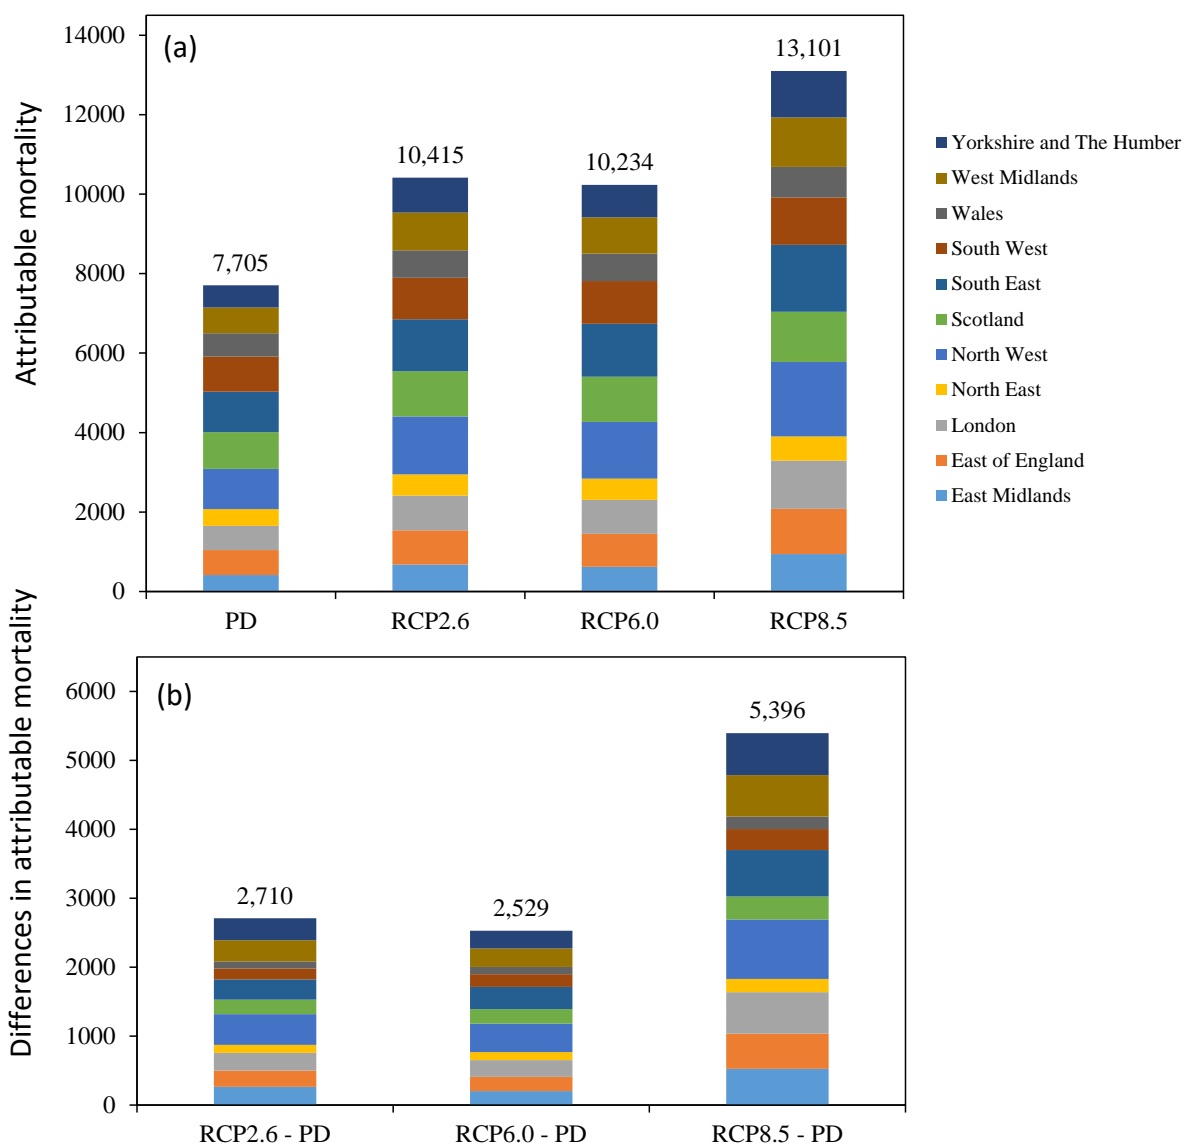 (a)
Attributable mortality
14000
12000
10000
8000
6000
4000
2000
0
7,705
10,415
10,234
13,101
PD
RCP2.6
RCP6.0
RCP8.5
Yorkshire and The Humber
West Midlands
Wales
South West
South East
Scotland
North West
North East
London
East of England
East Midlands
(b)
Differences in attributable mortality
6000
5000
4000
3000
2000
1000
0
2,710
2,529
5,396
RCP2.6 - PD
RCP6.0 - PD
RCP8.5 - PD